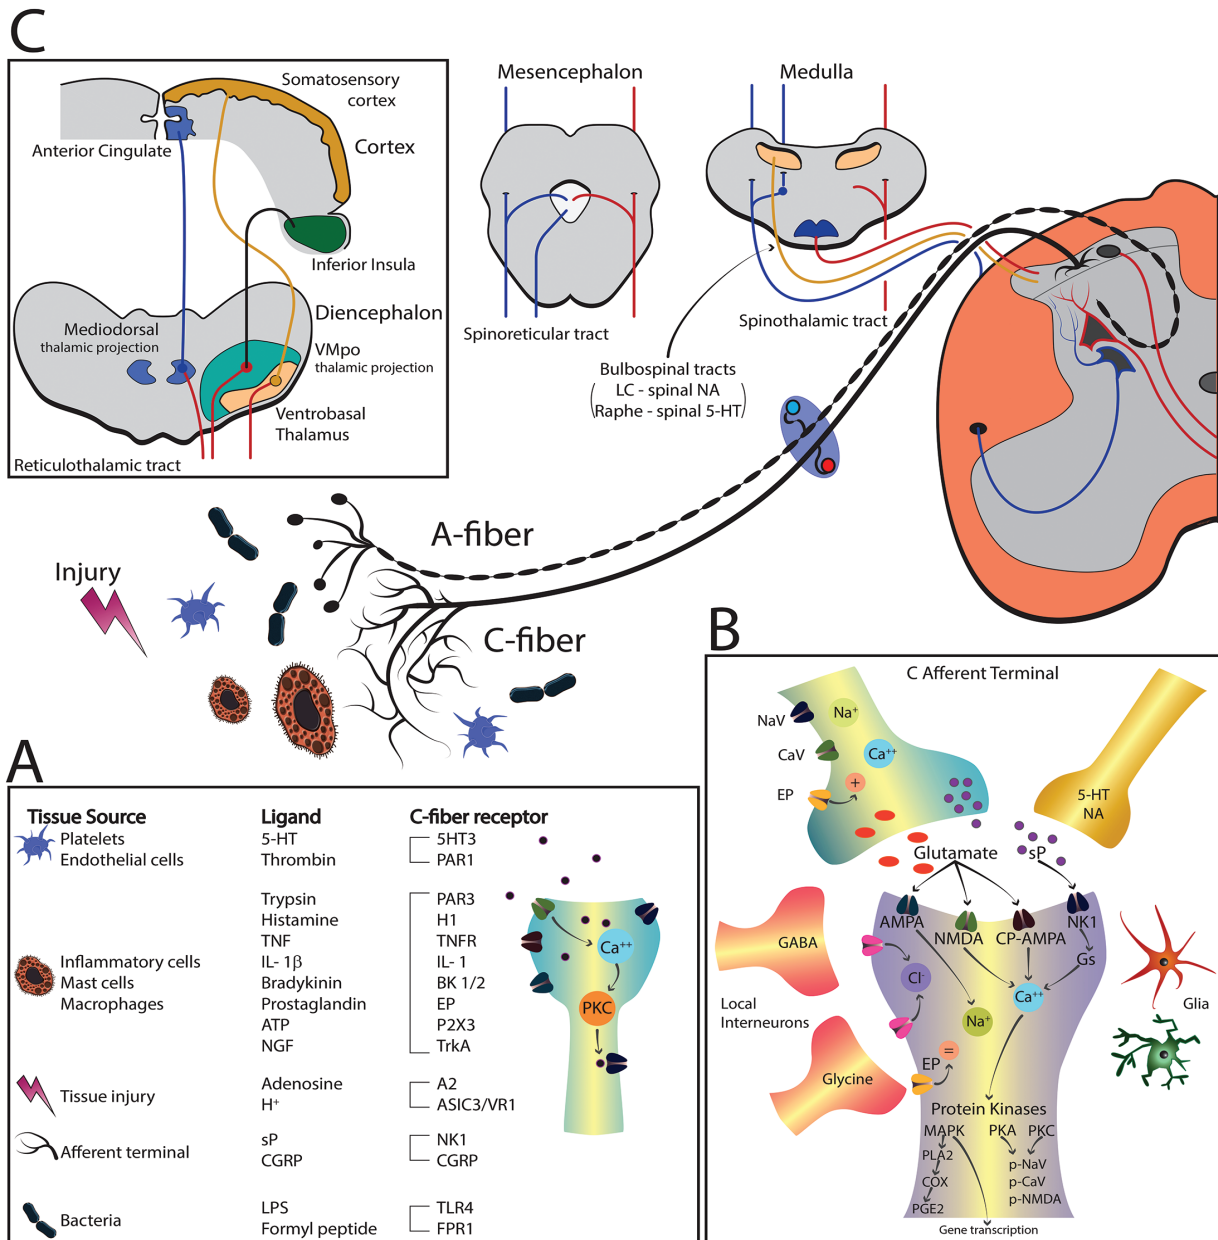 C
Somatosensory
cortex
Cortex
Anterior Cingulate
Inferior Insula
Diencephalon
Mediodorsal
thalamic projection
VMpo
thalamic projection
Ventrobasal
Thalamus
Reticulothalamic tract
Mesencephalon
Spinoreticular tract
Medulla
Spinothalamic tract
Bulbospinal tracts
(LC - spinal NA
Raphe - spinal 5-HT)
A-fiber
Injury
C-fiber
A
Tissue Source Ligand C-fiber receptor
Platelets 5-HT 5HT3
Endothelial cells Thrombin PAR1
Trypsin PAR3
Histamine H1
TNF TNFR
Inflammatory cells IL- 1β IL- 1
Mast cells Bradykinin BK 1/2
Macrophages Prostaglandin EP
ATP P2X3
NGF TrkA
Adenosine A2
Tissue injury
H+ ASIC3/VR1
sP NK1
Afferent terminal
CGRP CGRP
LPS TLR4
Bacteria
Formyl peptide FPR1
Ca++
PKC
B
C Afferent Terminal
NaV
Na+
CaV
Ca++
EP
+
5-HT
NA
Glutamate
sP
AMPA
NMDA
CP-AMPA
NK1
Gs
GABA
Cl-
Ca++
Na+
Local
Interneurons
Glia
EP
=
Glycine
Protein Kinases
MAPK PKA PKC
PLA2
COX
PGE2
p-NaV
p-CaV
p-NMDA
Gene transcription